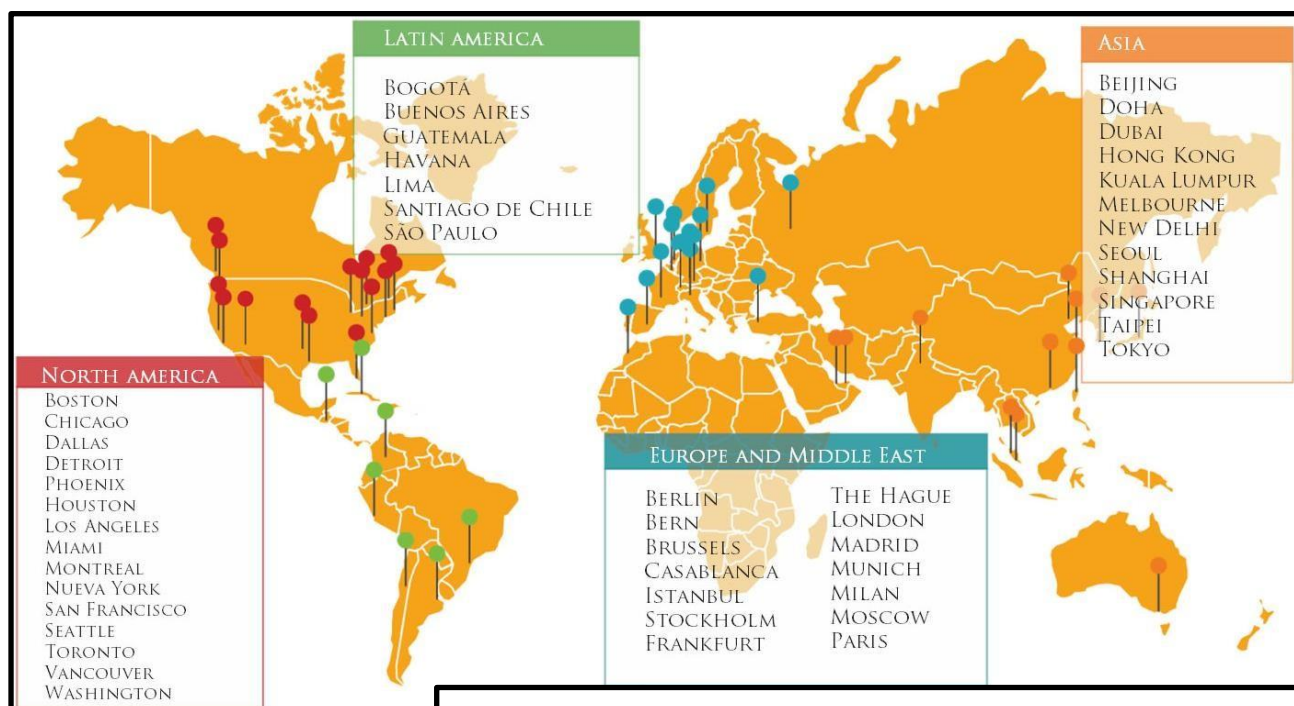 LATIN AMERICA
BOGOTÁ
BUENOS AIRES
GUATEMALA
HAVANA
LIMA
SANTIAGO DE CHILE
SÃO PAULO
ASIA
BEIJING
DOHA
DUBAI
HONG KONG
KUALA LUMPUR
MELBOURNE
NEW DELHI
SEOUL
SHANGHAI
SINGAPORE
TAIPEI
TOKYO
NORTH AMERICA
BOSTON
CHICAGO
DALLAS
DETROIT
PHOENIX
HOUSTON
LOS ANGELES
MIAMI
MONTREAL
NUEVA YORK
SAN FRANCISCO
SEATTLE
TORONTO
VANCOUVER
WASHINGTON
EUROPE AND MIDDLE EAST
BERLIN
BERN
BRUSSELS
CASABLANCA
ISTANBUL
STOCKHOLM
FRANKFURT
THE HAGUE
LONDON
MADRID
MUNICH
MILAN
MOSCOW
PARIS